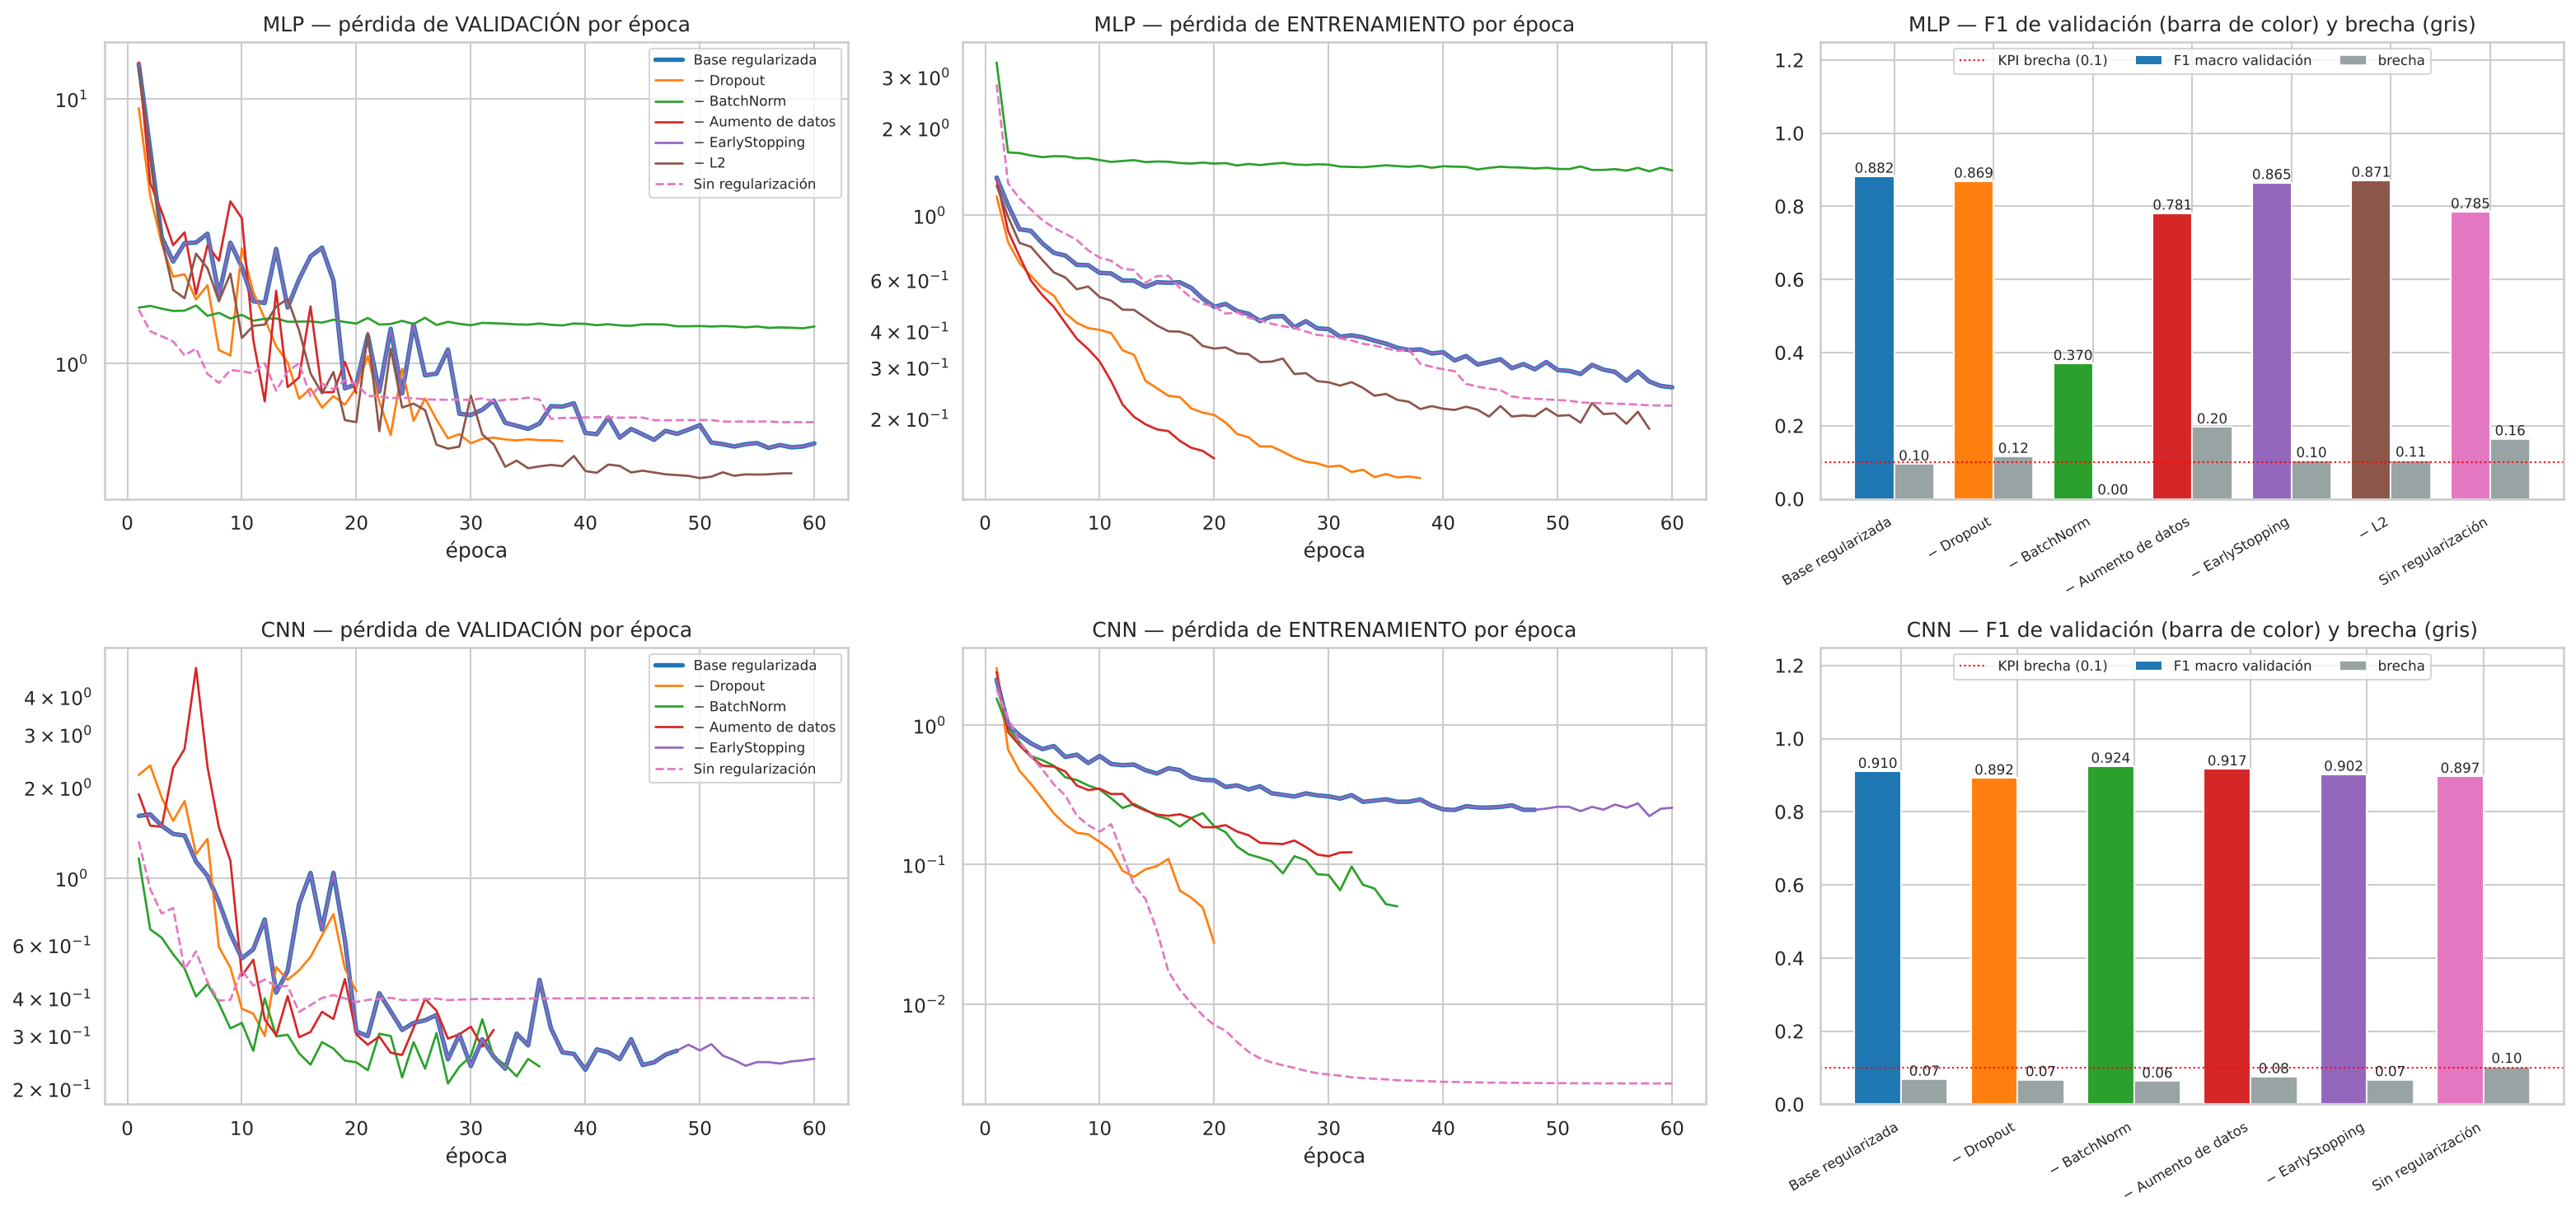 MLP — pérdida de VALIDACIÓN por época
10¹
10⁰
Base regularizada
− Dropout
− BatchNorm
− Aumento de datos
− EarlyStopping
− L2
Sin regularización
0 10 20 30 40 50 60
época
MLP — pérdida de ENTRENAMIENTO por época
3 × 10⁰
2 × 10⁰
10⁰
6 × 10⁻¹
4 × 10⁻¹
3 × 10⁻¹
2 × 10⁻¹
0 10 20 30 40 50 60
época
MLP — F1 de validación (barra de color) y brecha (gris)
KPI brecha (0.1) F1 macro validación brecha
1.2
1.0
0.8
0.6
0.4
0.2
0.0
0.882 0.10 0.869 0.12 0.370 0.00 0.781 0.20 0.865 0.10 0.871 0.11 0.785 0.16
Base regularizada
− Dropout
− BatchNorm
− Aumento de datos
− EarlyStopping
− L2
Sin regularización
CNN — pérdida de VALIDACIÓN por época
4 × 10⁰
3 × 10⁰
2 × 10⁰
10⁰
6 × 10⁻¹
4 × 10⁻¹
3 × 10⁻¹
2 × 10⁻¹
Base regularizada
− Dropout
− BatchNorm
− Aumento de datos
− EarlyStopping
Sin regularización
0 10 20 30 40 50 60
época
CNN — pérdida de ENTRENAMIENTO por época
10⁰
10⁻¹
10⁻²
0 10 20 30 40 50 60
época
CNN — F1 de validación (barra de color) y brecha (gris)
KPI brecha (0.1) F1 macro validación brecha
1.2
1.0
0.8
0.6
0.4
0.2
0.0
0.910 0.07 0.892 0.07 0.924 0.06 0.917 0.08 0.902 0.07 0.897 0.10
Base regularizada
− Dropout
− BatchNorm
− Aumento de datos
− EarlyStopping
Sin regularización